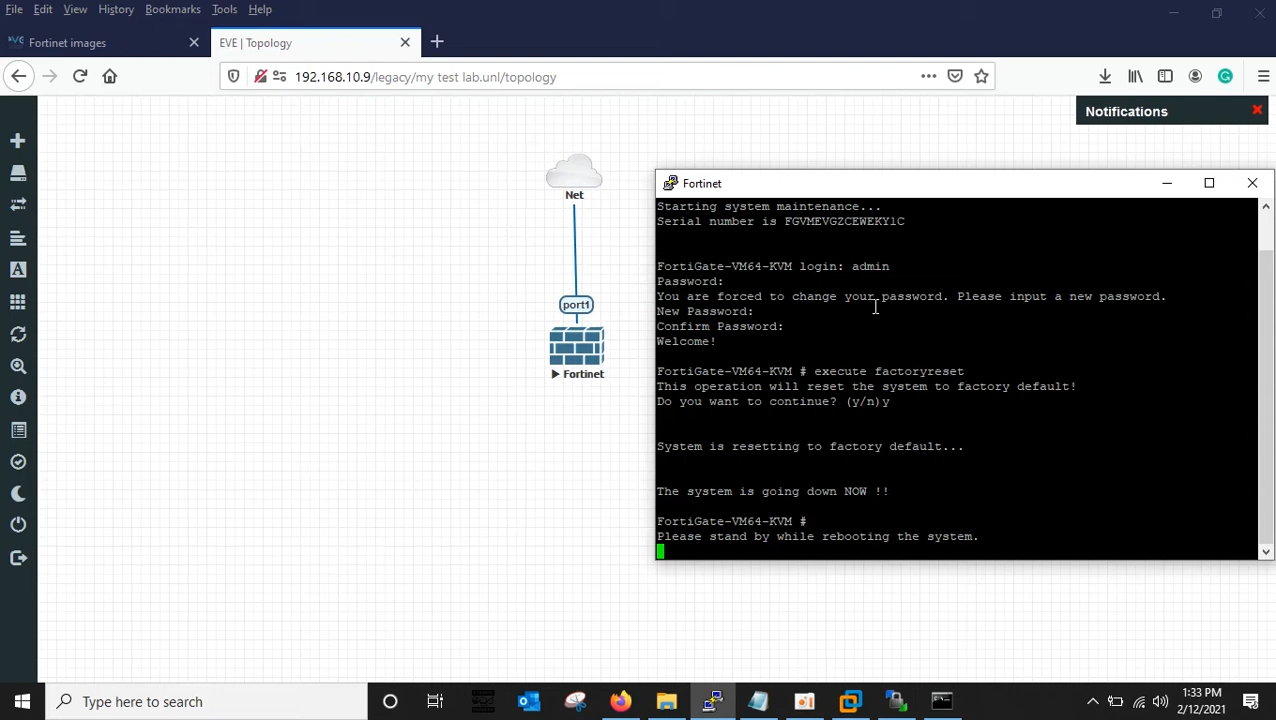 File Edit View History Bookmarks Tools Help
Fortinet images
EVE | Topology
192.168.10.9/legacy/my test lab.unl/topology
Notifications
Net
port1
Fortinet
Fortinet
Starting system maintenance...
Serial number is FGVMEVGZCEWEKY1C
FortiGate-VM64-KVM login: admin
Password:
You are forced to change your password. Please input a new password.
New Password:
Confirm Password:
Welcome!
FortiGate-VM64-KVM # execute factoryreset
This operation will reset the system to factory default!
Do you want to continue? (y/n)y
System is resetting to factory default...
The system is going down NOW !!
FortiGate-VM64-KVM #
Please stand by while rebooting the system.
Type here to search
:33 PM
2/12/2021